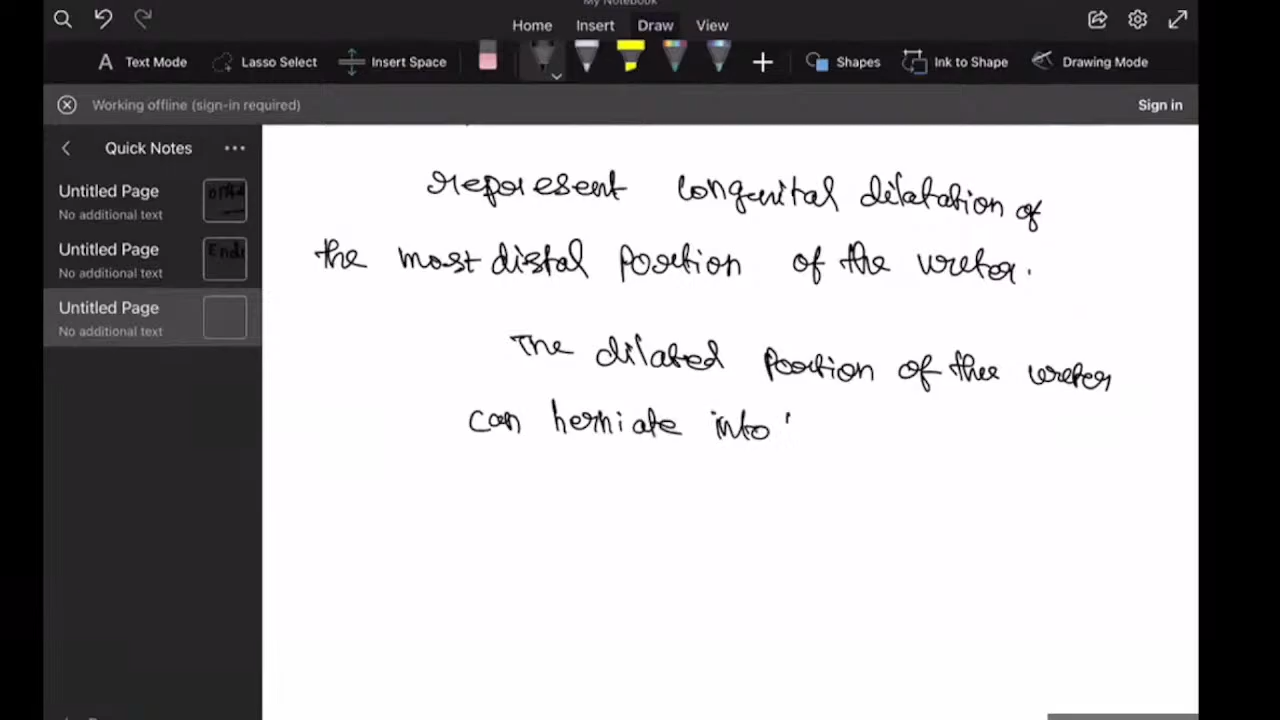 My Notebook
Home Insert Draw View
Text Mode Lasso Select Insert Space Shapes Ink to Shape Drawing Mode
Working offline (sign-in required) Sign in
Quick Notes
Untitled Page
No additional text
Untitled Page
No additional text
Untitled Page
No additional text
represent congenital dilatation of
the most distal portion of the ureter.
The dilated portion of the ureter
can herniate into